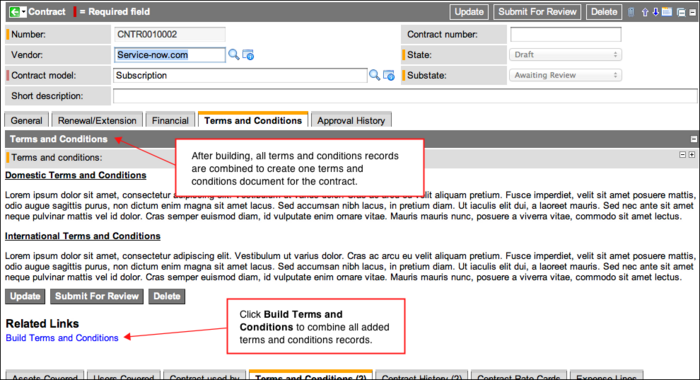 Contract = Required field Update Submit For Review Delete
Number: CNTR0010002 Contract number:
Vendor: Service-now.com State: Draft
Contract model: Subscription Substate: Awaiting Review
Short description:
General Renewal/Extension Financial Terms and Conditions Approval History
Terms and Conditions
Terms and conditions:
After building, all terms and conditions records
are combined to create one terms and
conditions document for the contract.
Domestic Terms and Conditions
Lorem ipsum dolor sit amet, consectetur adipiscing elit. Vestibulum ut varius dolor. Cras ac arcu eu velit aliquam pretium. Fusce imperdiet, velit sit amet posuere mattis,
odio augue sagittis purus, non dictum enim magna sit amet lacus. Sed accumsan nibh lacus, in pretium diam. Ut iaculis elit dui, a laoreet mauris. Sed nec ante sit amet
neque pulvinar mattis vel id dolor. Cras semper euismod diam, id vulputate enim ornare vitae. Mauris mauris nunc, posuere a viverra vitae, commodo sit amet lectus.
International Terms and Conditions
Lorem ipsum dolor sit amet, consectetur adipiscing elit. Vestibulum ut varius dolor. Cras ac arcu eu velit aliquam pretium. Fusce imperdiet, velit sit amet posuere mattis,
odio augue sagittis purus, non dictum enim magna sit amet lacus. Sed accumsan nibh lacus, in pretium diam. Ut iaculis elit dui, a laoreet mauris. Sed nec ante sit amet
neque pulvinar mattis vel id dolor. Cras semper euismod diam, id vulputate enim ornare vitae. Mauris mauris nunc, posuere a viverra vitae, commodo sit amet lectus.
Update Submit For Review Delete
Related Links
Build Terms and Conditions
Click Build Terms and
Conditions to combine all added
terms and conditions records.
Assets Covered Users Covered Contract used by Terms and Conditions (2) Contract History (2) Contract Rate Cards Expense Lines